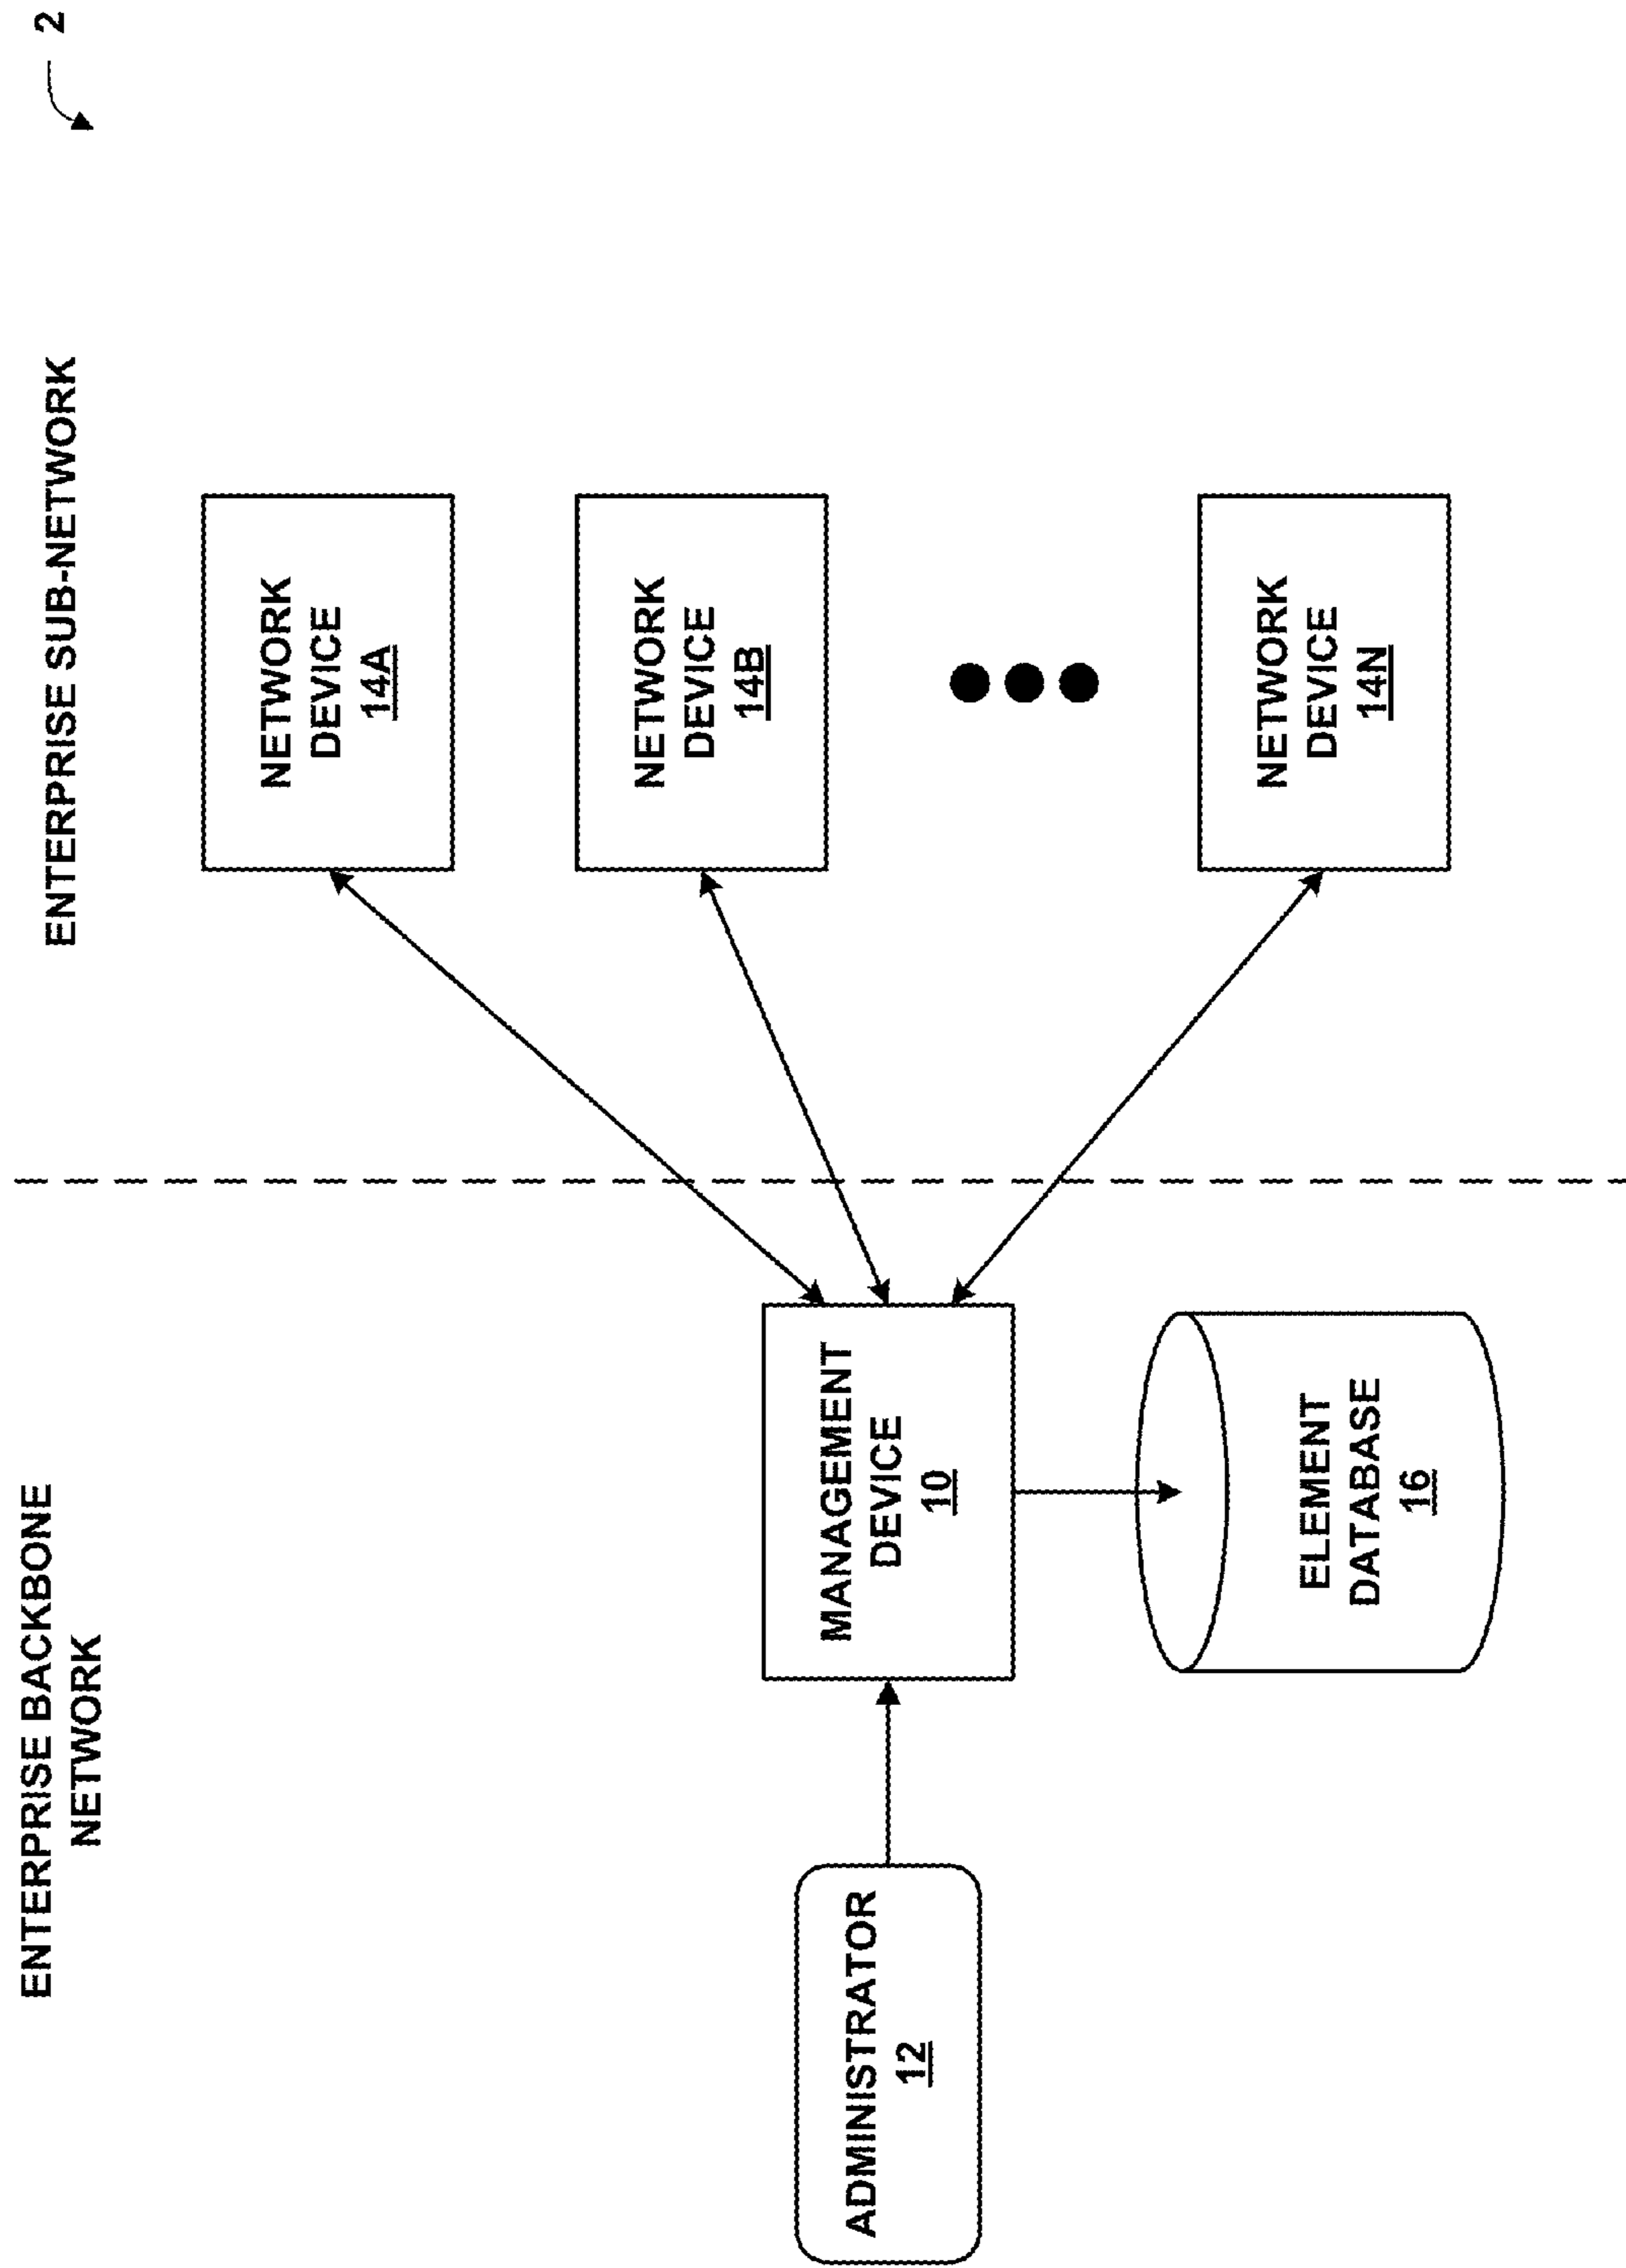 2
ENTERPRISE BACKBONE
NETWORK
ENTERPRISE SUB-NETWORK
ADMINISTRATOR
12
MANAGEMENT
DEVICE
10
ELEMENT
DATABASE
16
NETWORK
DEVICE
14A
NETWORK
DEVICE
14B
NETWORK
DEVICE
14N